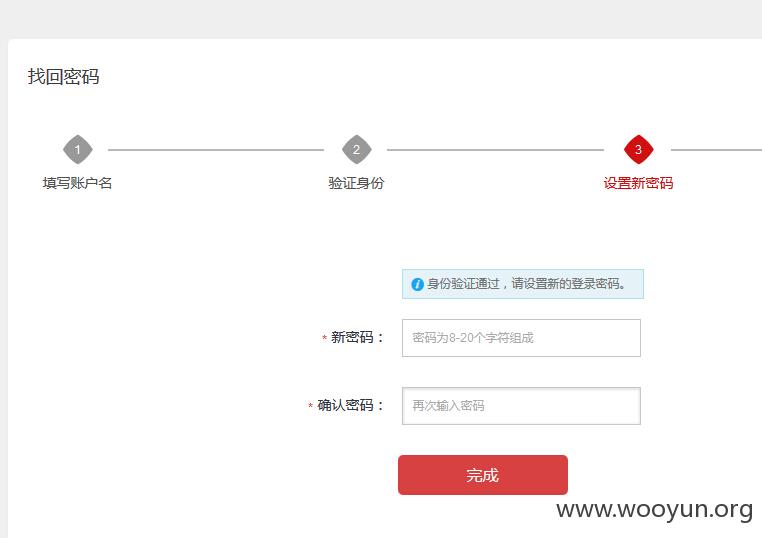 找回密码
1
2
3
填写账户名
验证身份
设置新密码
i 身份验证通过，请设置新的登录密码。
* 新密码：
密码为8-20个字符组成
* 确认密码：
再次输入密码
完成
www.wooyun.org